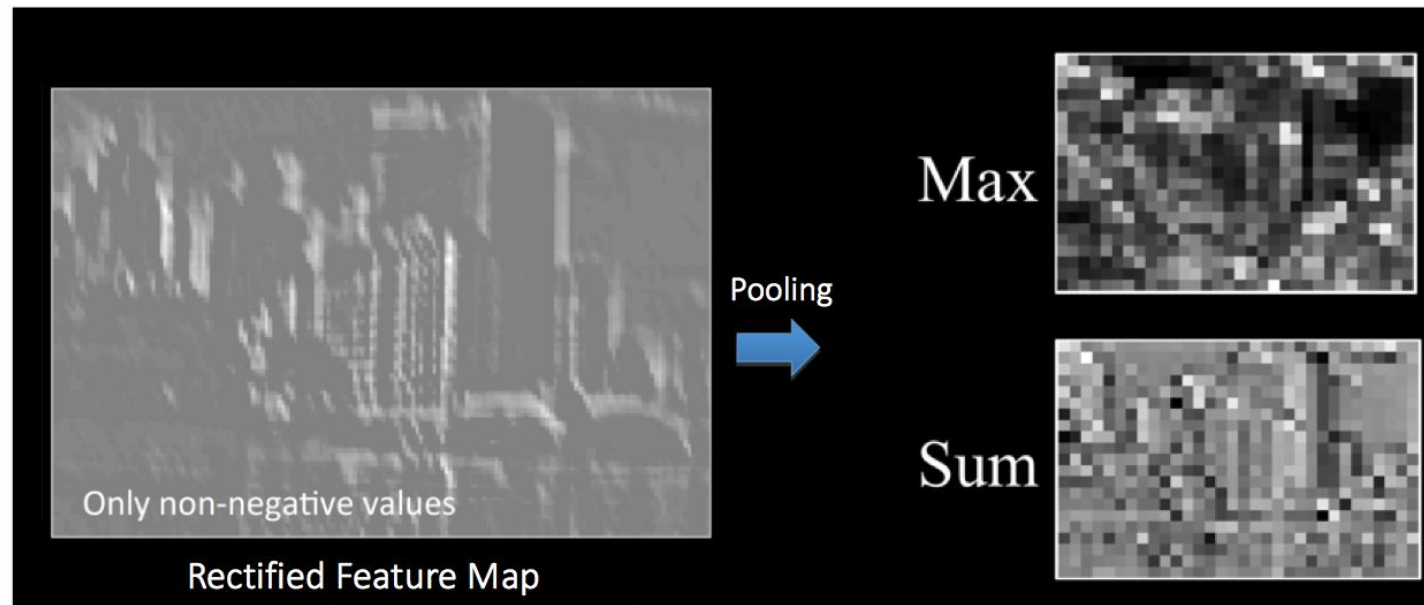 Only non-negative values
Rectified Feature Map
Pooling
Max
Sum